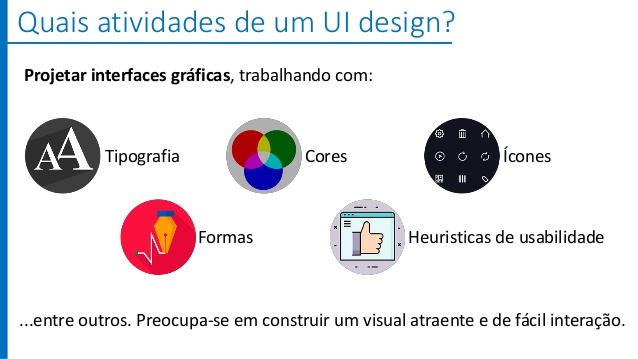 Quais atividades de um UI design?
Projetar interfaces gráficas, trabalhando com:
AA Tipografia
Cores
Ícones
Formas
Heuristicas de usabilidade
...entre outros. Preocupa-se em construir um visual atraente e de fácil interação.